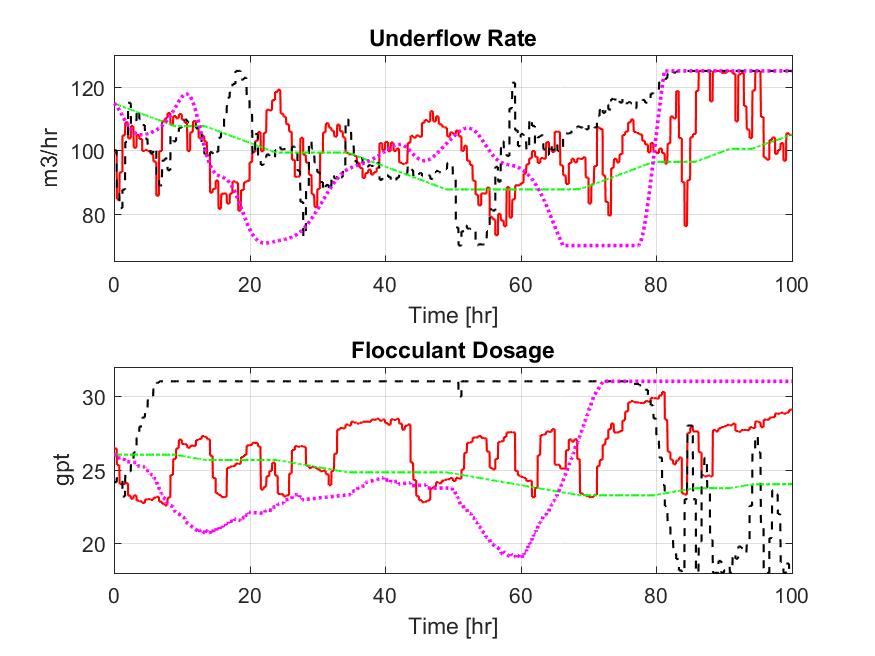 Underflow Rate
120
100
80
m3/hr
0 20 40 60 80 100
Time [hr]
Flocculant Dosage
30
25
20
gpt
0 20 40 60 80 100
Time [hr]